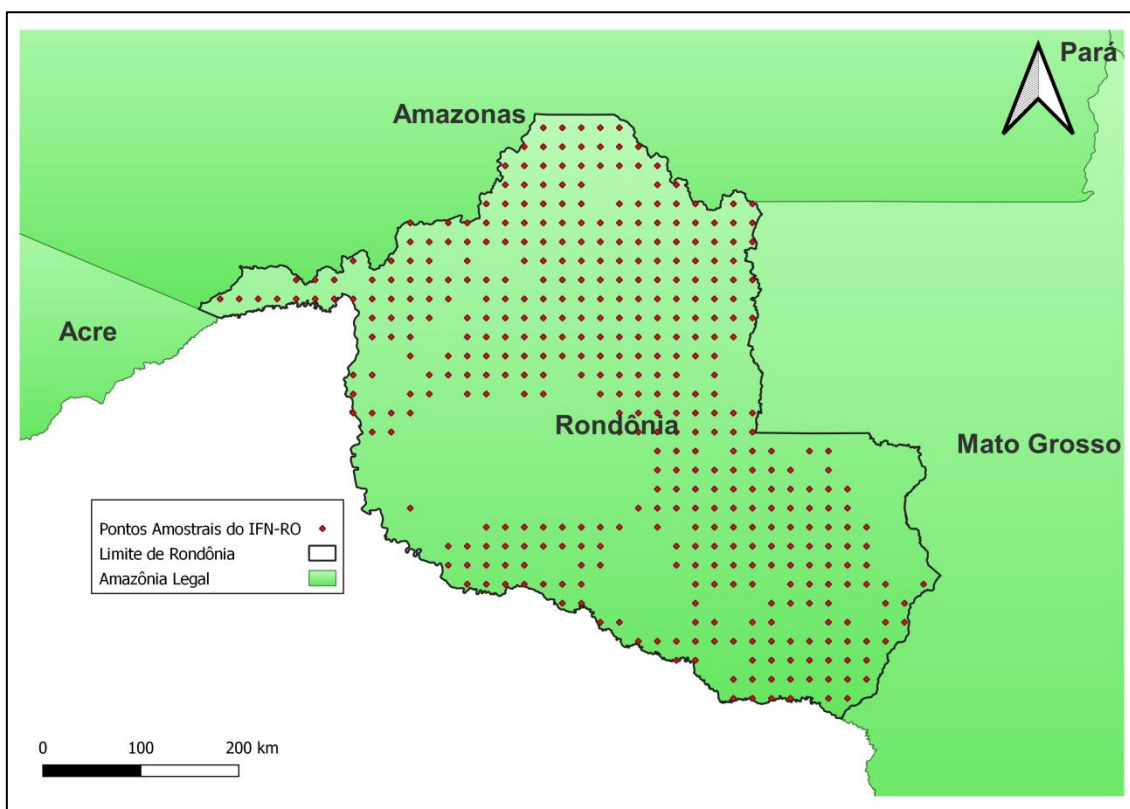 Pará
Amazonas
Acre
Rondônia
Mato Grosso
Pontos Amostrais do IFN-RO
Limite de Rondônia
Amazônia Legal
0 100 200 km